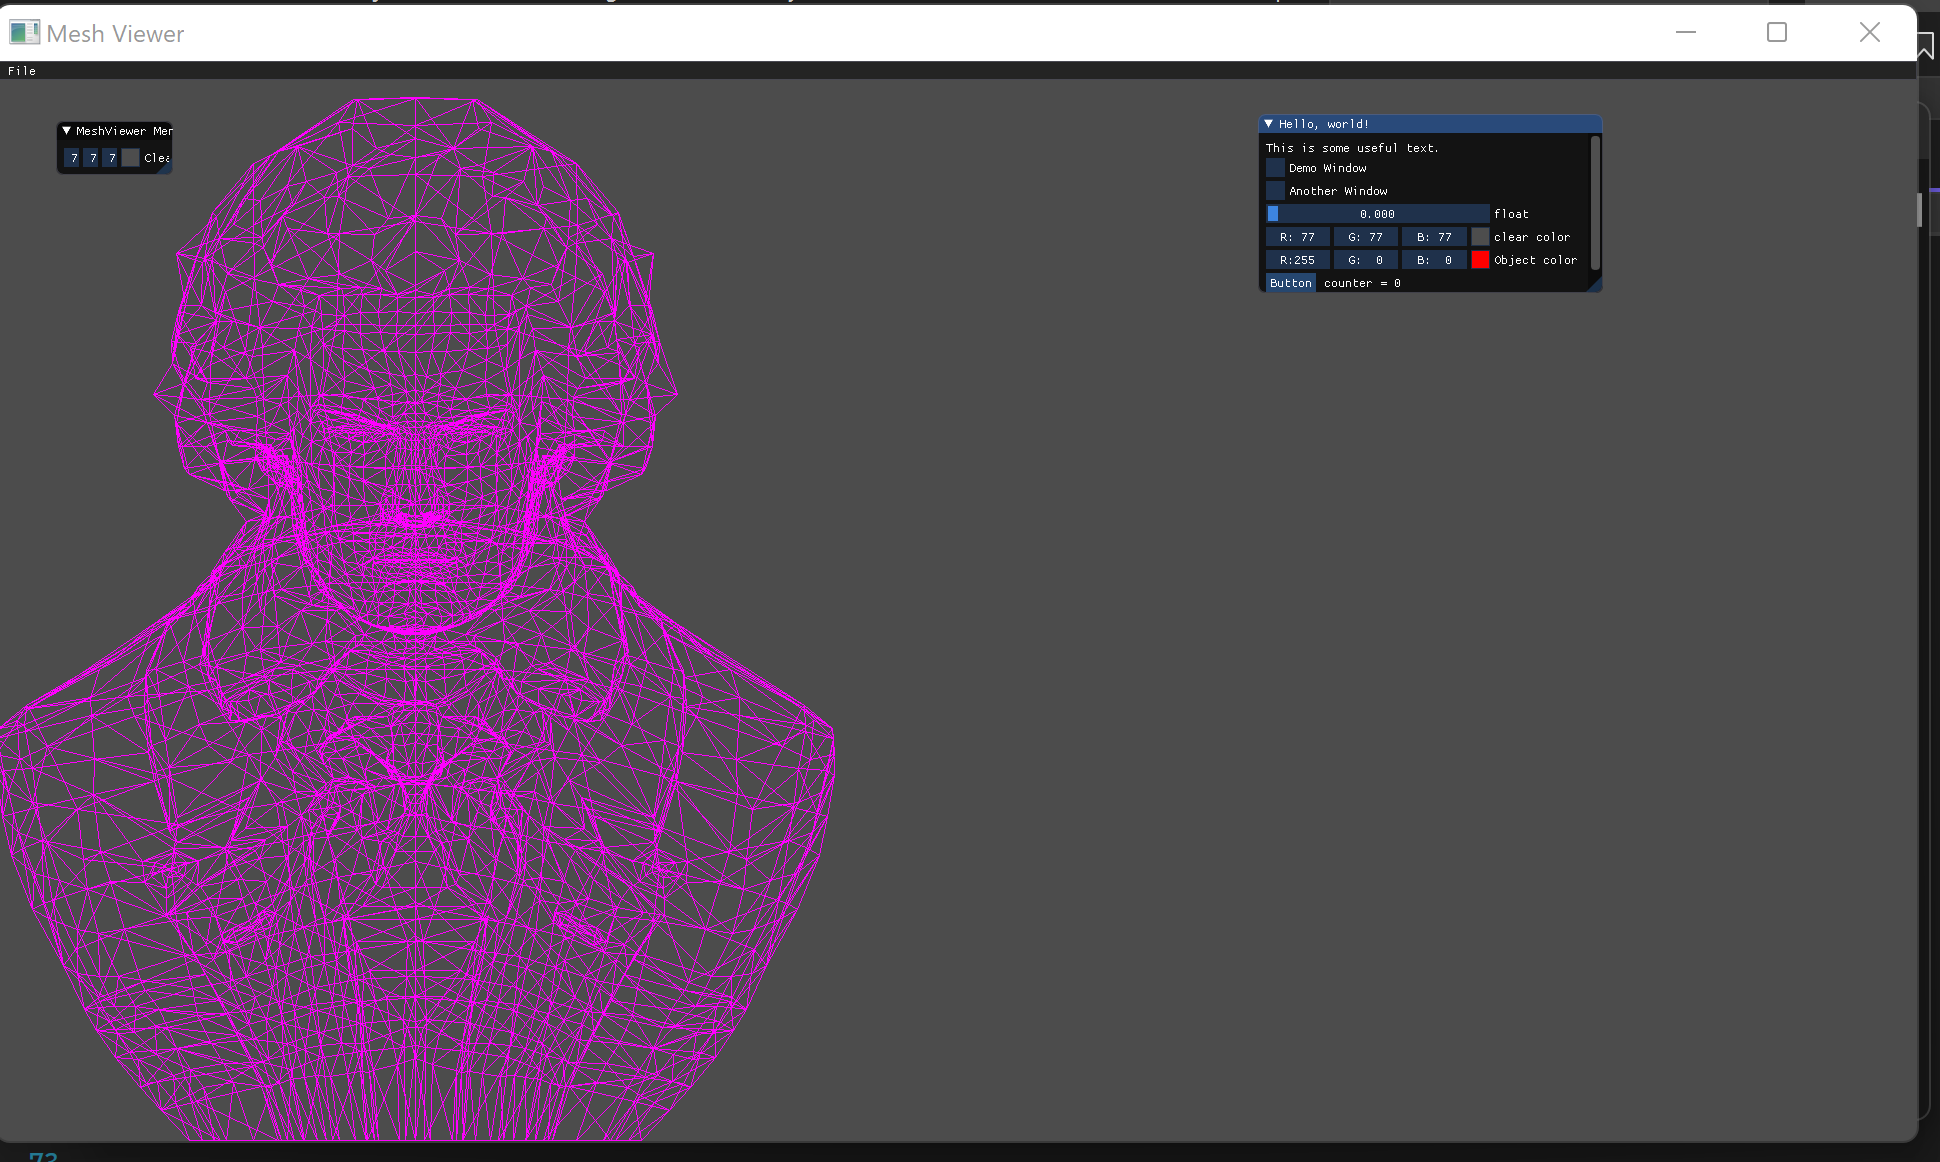 Mesh Viewer
File
MeshViewer Mer
7 7 7 Clea
Hello, world!
This is some useful text.
Demo Window
Another Window
0.000 float
R: 77 G: 77 B: 77 clear color
R:255 G: 0 B: 0 Object color
Button counter = 0